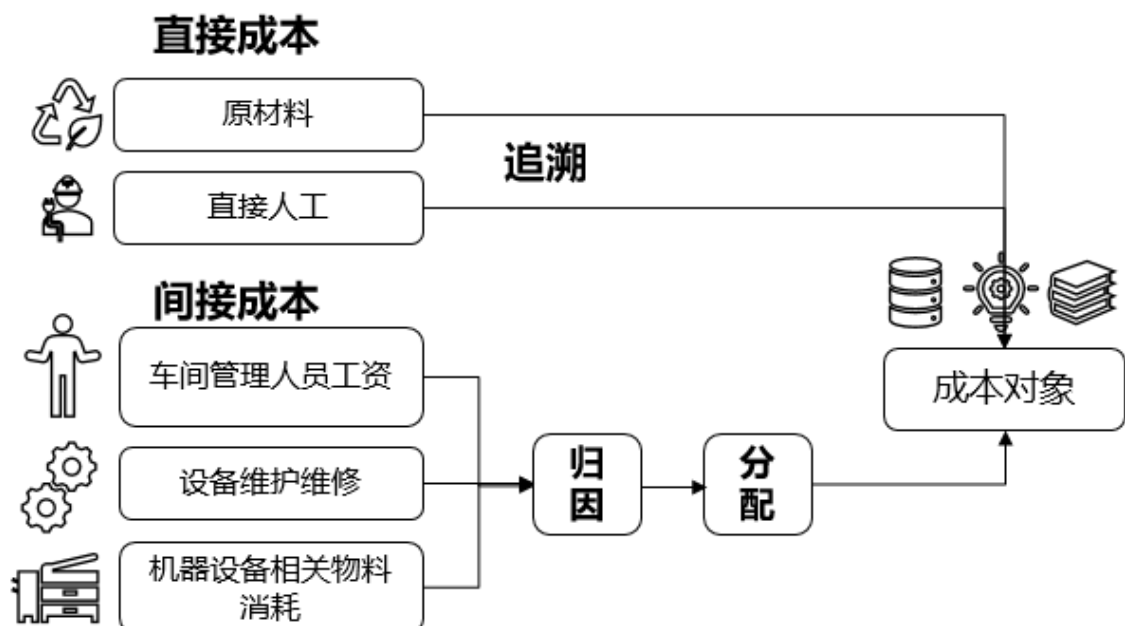 直接成本
原材料
追溯
直接人工
间接成本
车间管理人员工资
成本对象
设备维护维修
归
因
分
配
机器设备相关物料
消耗